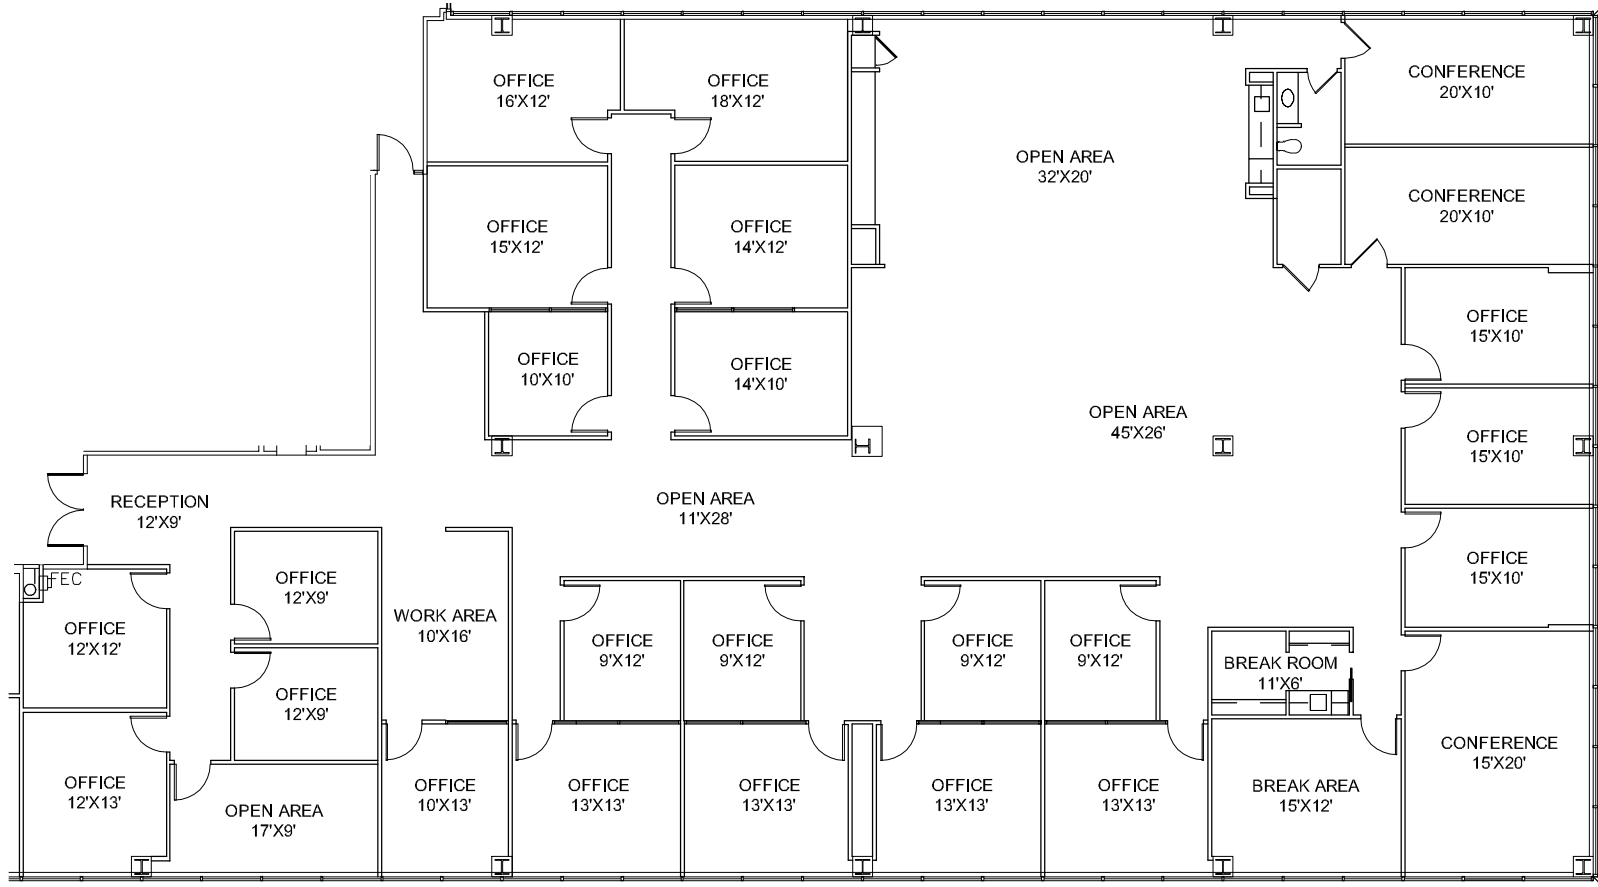 OFFICE
16'X12'
OFFICE
18'X12'
CONFERENCE
20'X10'
OPEN AREA
32'X20'
CONFERENCE
20'X10'
OFFICE
15'X12'
OFFICE
14'X12'
OFFICE
15'X10'
OFFICE
10'X10'
OFFICE
14'X10'
OPEN AREA
45'X26'
OFFICE
15'X10'
RECEPTION
12'X9'
OPEN AREA
11'X28'
OFFICE
15'X10'
FEC
OFFICE
12'X9'
OFFICE
12'X12'
WORK AREA
10'X16'
OFFICE
9'X12'
OFFICE
9'X12'
OFFICE
9'X12'
OFFICE
9'X12'
BREAK ROOM
11'X6'
OFFICE
12'X9'
CONFERENCE
15'X20'
OFFICE
12'X13'
OPEN AREA
17'X9'
OFFICE
10'X13'
OFFICE
13'X13'
OFFICE
13'X13'
OFFICE
13'X13'
OFFICE
13'X13'
BREAK AREA
15'X12'